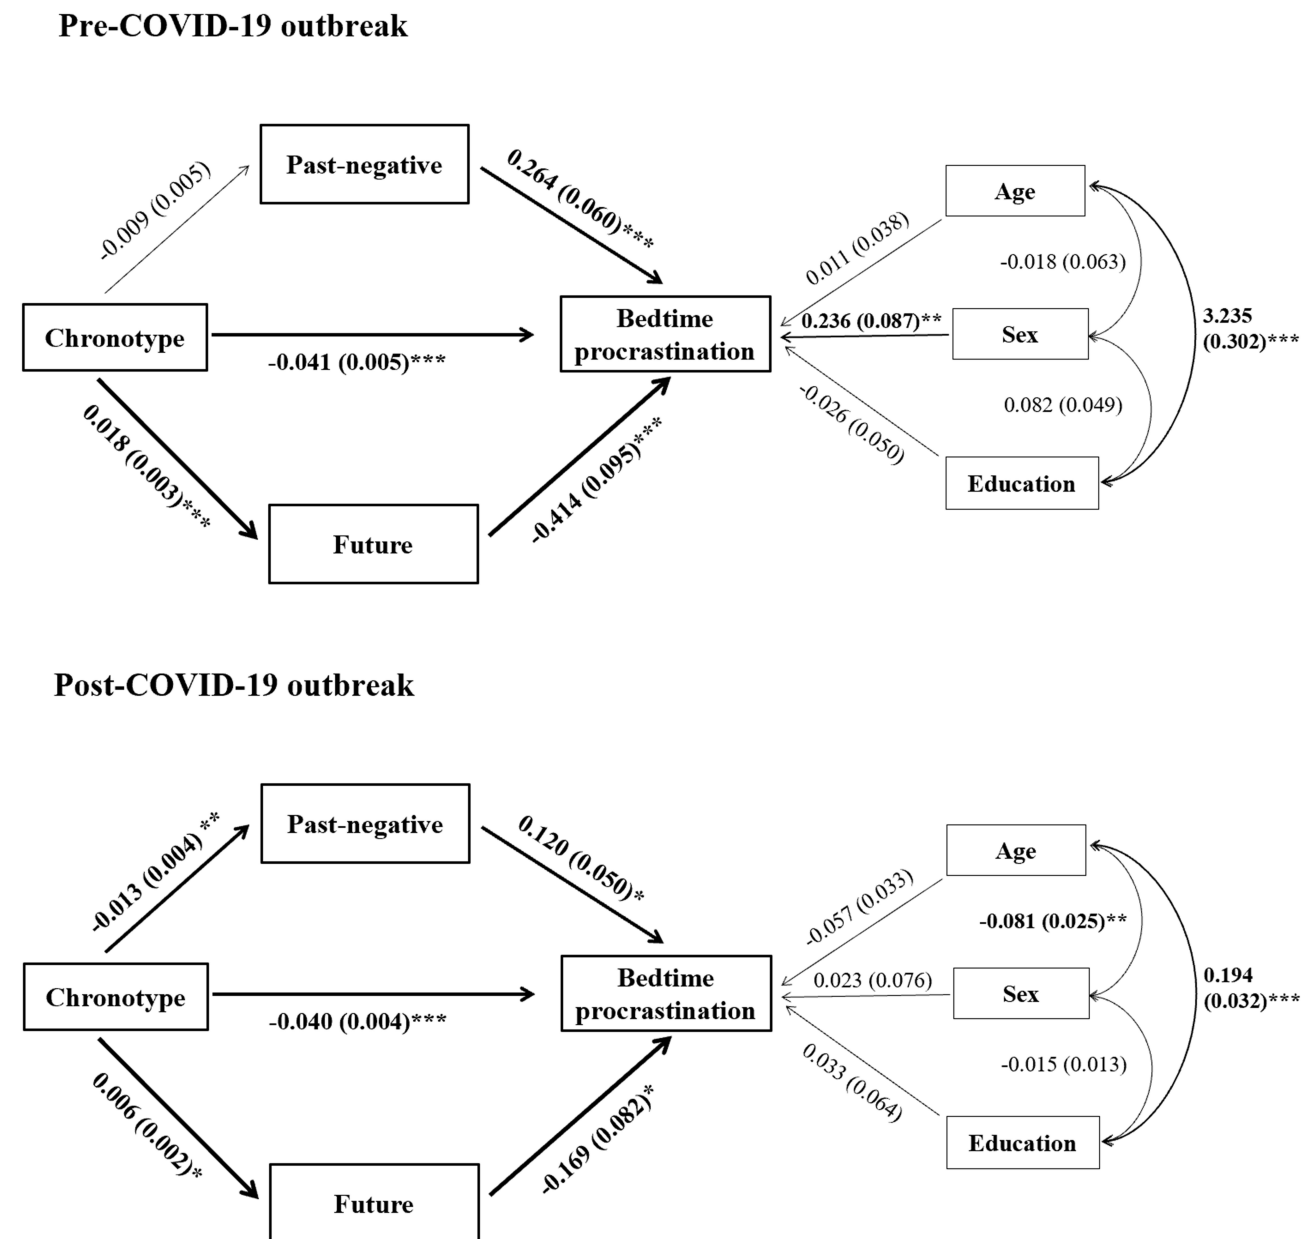 Pre-COVID-19 outbreak
Past-negative
-0.009 (0.005)
0.264 (0.060)***
Chronotype
-0.041 (0.005)***
Bedtime
procrastination
0.018 (0.003)***
-0.414 (0.095)***
Future
Age
0.011 (0.038)
-0.018 (0.063)
0.236 (0.087)**
Sex
3.235
(0.302)***
-0.026 (0.050)
0.082 (0.049)
Education
Post-COVID-19 outbreak
Past-negative
-0.013 (0.004) **
0.120 (0.050)*
Chronotype
-0.040 (0.004)***
Bedtime
procrastination
0.006 (0.002)*
-0.169 (0.082)*
Future
Age
-0.057 (0.033)
-0.081 (0.025)**
0.023 (0.076)
Sex
0.194
(0.032)***
0.033 (0.064)
-0.015 (0.013)
Education